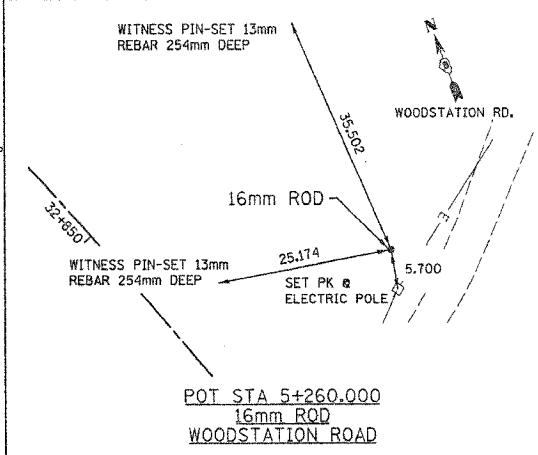 WITNESS PIN-SET 13mm
REBAR 254mm DEEP
N
WOODSTATION RD.
35.502
16mm ROD
E
32+850
25.174
5.700
WITNESS PIN-SET 13mm
REBAR 254mm DEEP
SET PK @
ELECTRIC POLE
POT STA 5+260.000
16mm ROD
WOODSTATION ROAD